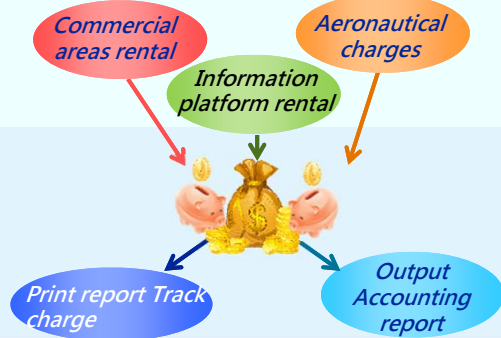 Commercial
areas rental
Aeronautical
charges
Information
platform rental
$
Print report Track
charge
Output
Accounting
report